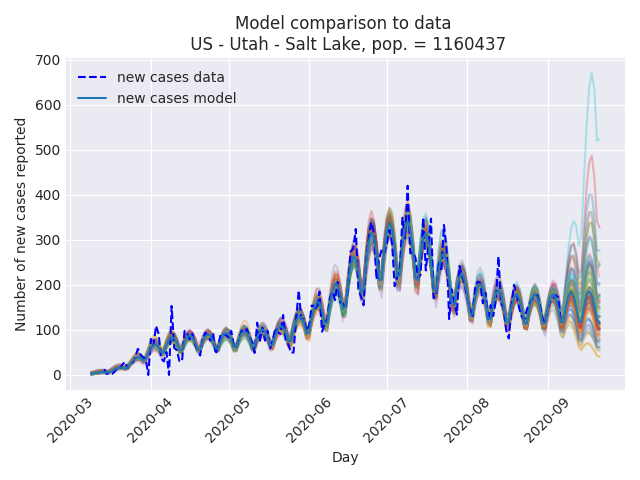 Model comparison to data
US - Utah - Salt Lake, pop. = 1160437
700
600
500
400
300
200
100
0
Number of new cases reported
new cases data
new cases model
2020-03
2020-04
2020-05
2020-06
2020-07
2020-08
2020-09
Day